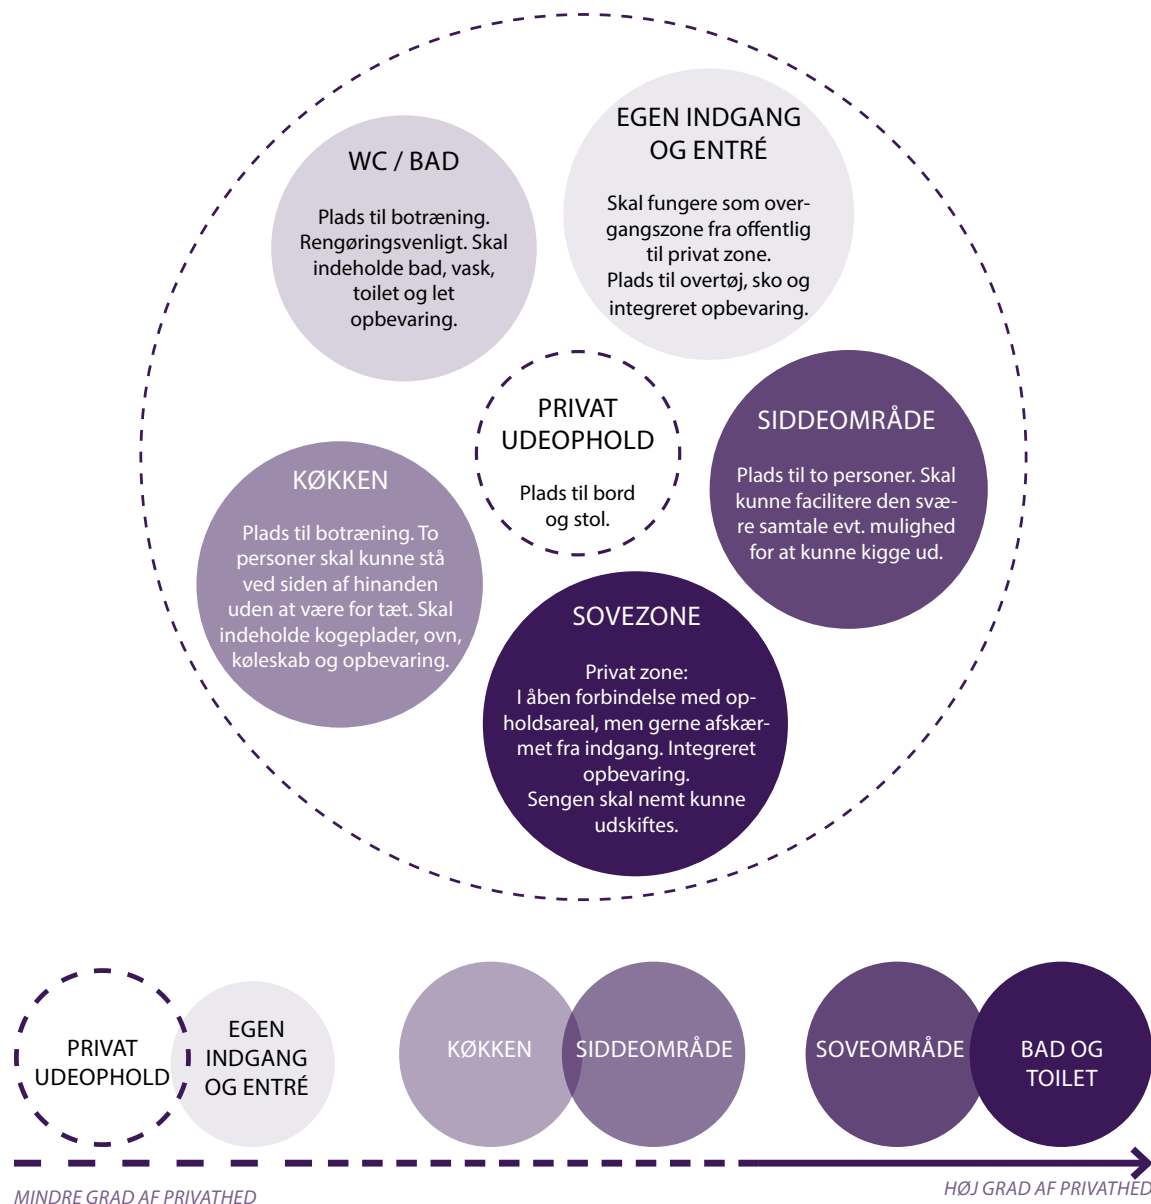 WC / BAD
Plads til botræning.
Rengøringsvenligt. Skal
indeholde bad, vask,
toilet og let
opbevaring.
EGEN INDGANG
OG ENTRÉ
Skal fungere som over-
gangszone fra offentlig
til privat zone.
Plads til overtøj, sko og
integreret opbevaring.
PRIVAT
UDEOPHOLD
Plads til bord
og stol.
SIDDEOMRÅDE
Plads til to personer. Skal
kunne facilitere den svæ-
re samtale evt. mulighed
for at kunne kigge ud.
KØKKEN
Plads til botræning. To
personer skal kunne stå
ved siden af hinanden
uden at være for tæt. Skal
indeholde kogeplader, ovn,
køleskab og opbevaring.
SOVEZONE
Privat zone:
I åben forbindelse med op-
holdsareal, men gerne afskær-
met fra indgang. Integreret
opbevaring.
Sengen skal nemt kunne
udskiftes.
PRIVAT
UDEOPHOLD
EGEN
INDGANG
OG ENTRÉ
KØKKEN
SIDDEOMRÅDE
SOVEOMRÅDE
BAD OG
TOILET
MINDRE GRAD AF PRIVATHED
HØJ GRAD AF PRIVATHED